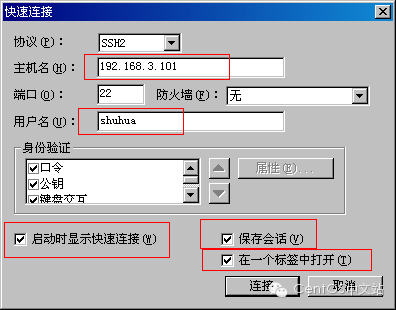 快速连接
协议(P)： SSH2
主机名(H)： 192.168.3.101
端口(O)： 22 防火墙(F)： 无
用户名(U)： shuhua
身份验证
口令
公钥
键盘交互
属性(E)...
启动时显示快速连接(W)
保存会话(V)
在一个标签中打开(T)
连接 取消
CentOS中文站